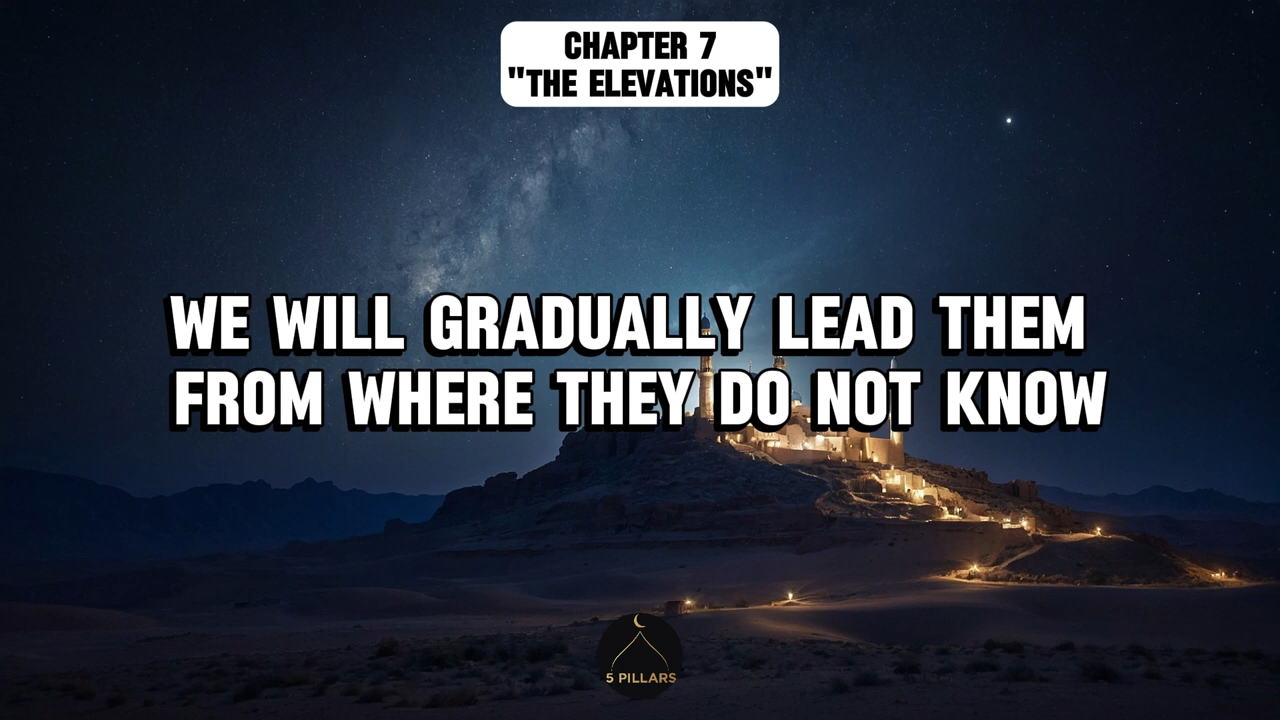 CHAPTER 7
"THE ELEVATIONS"
WE WILL GRADUALLY LEAD THEM
FROM WHERE THEY DO NOT KNOW
5 PILLARS